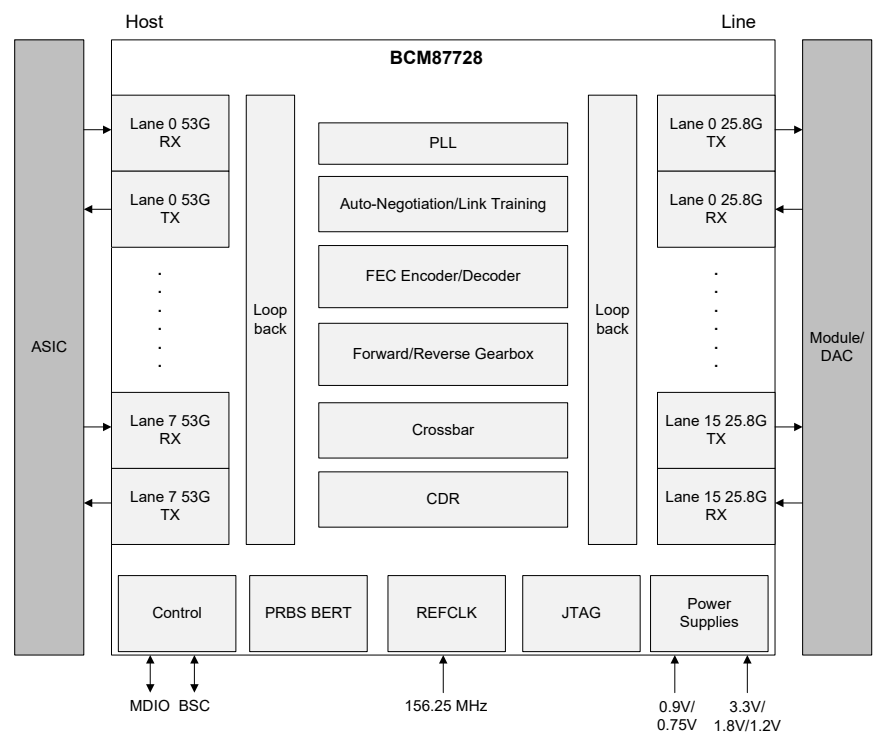 Host
Line
BCM87728
Lane 0 53G
RX
Lane 0 53G
TX
Lane 7 53G
RX
Lane 7 53G
TX
ASIC
Loop
back
PLL
Auto-Negotiation/Link Training
FEC Encoder/Decoder
Forward/Reverse Gearbox
Crossbar
CDR
Loop
back
Lane 0 25.8G
TX
Lane 0 25.8G
RX
Lane 15 25.8G
TX
Lane 15 25.8G
RX
Module/
DAC
Control
PRBS BERT
REFCLK
JTAG
Power
Supplies
MDIO
BSC
156.25 MHz
0.9V/
0.75V
3.3V/
1.8V/1.2V